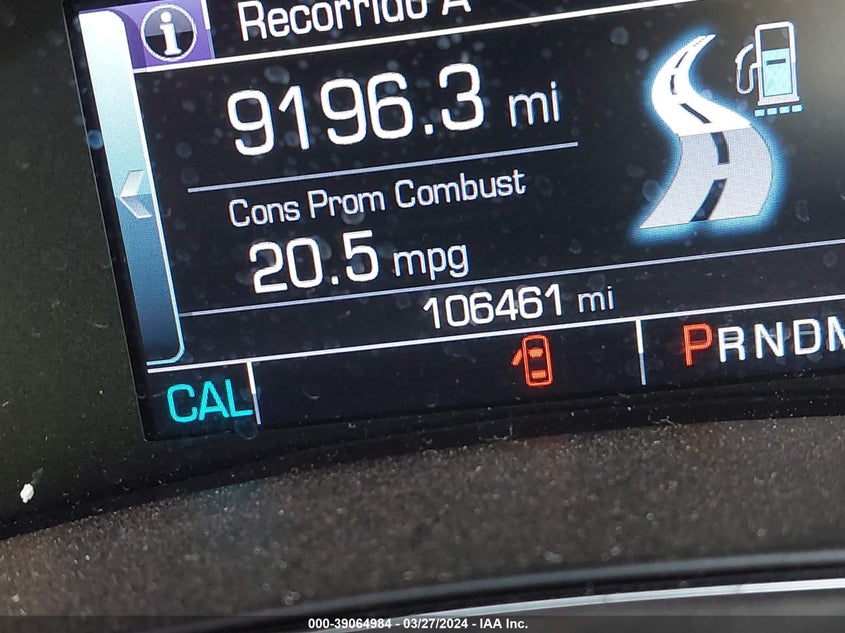 Recorrido A
9196.3 mi
Cons Prom Combust
20.5 mpg
106461 mi
CAL
PRNDM
000-39064984 - 03/27/2024 - IAA Inc.